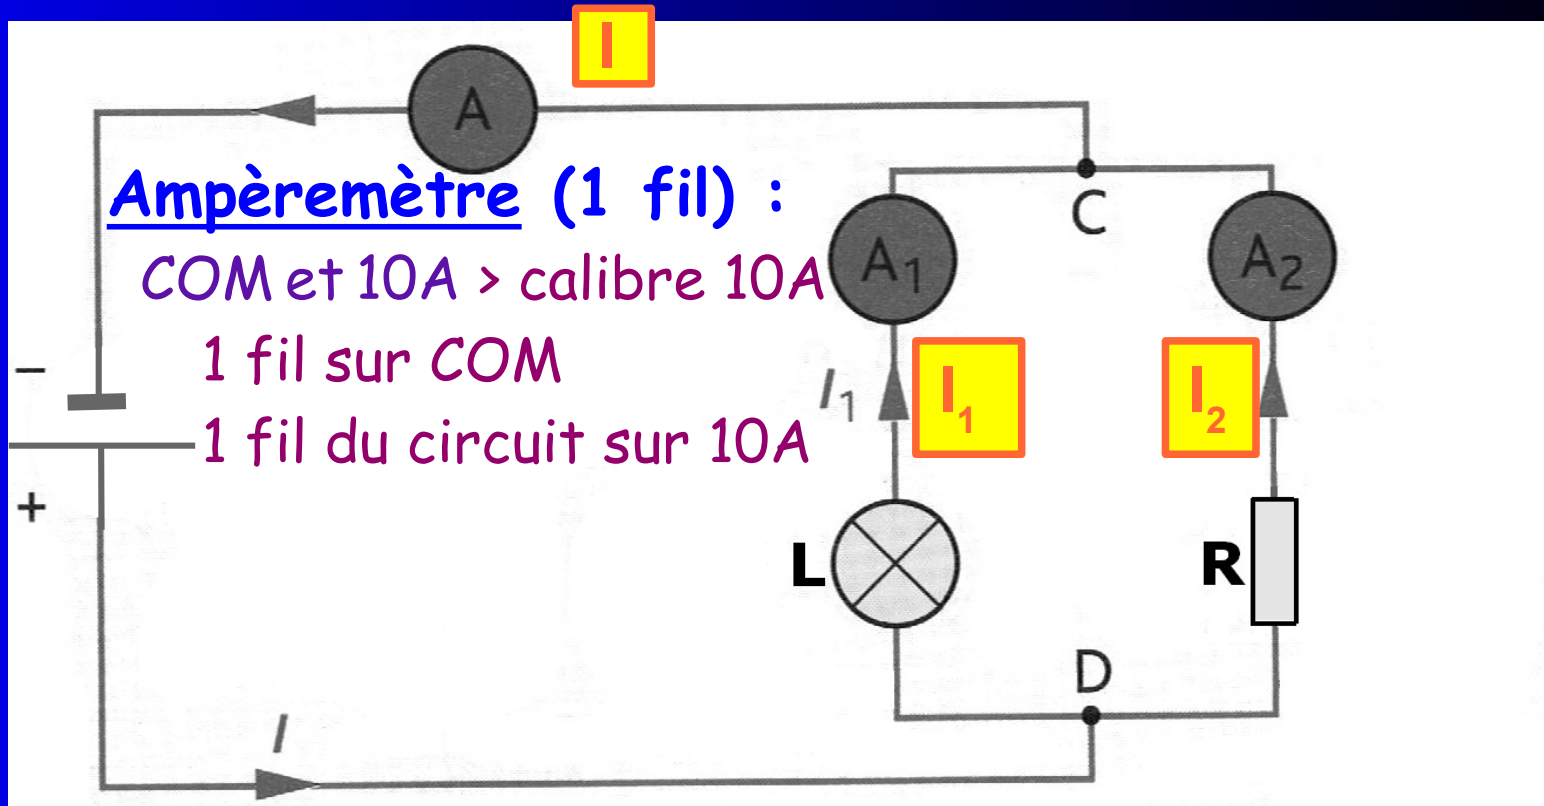 I
A
Ampèremètre (1 fil) :
C
A1
A2
COM et 10A > calibre 10A
1 fil sur COM
–
I1
I1
I2
1 fil du circuit sur 10A
+
L
R
D
I